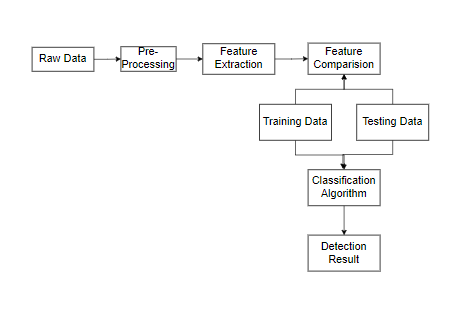 Raw Data
Pre-
Processing
Feature
Extraction
Feature
Comparision
Training Data
Testing Data
Classification
Algorithm
Detection
Result